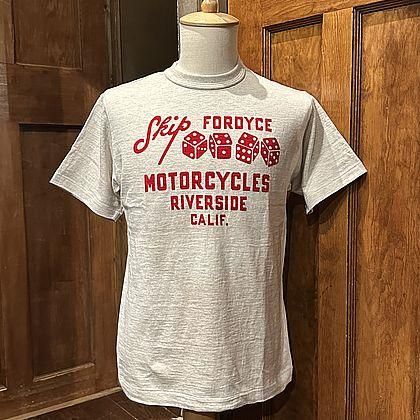 Skip FORDYCE
MOTORCYCLES
RIVERSIDE
CALIF.